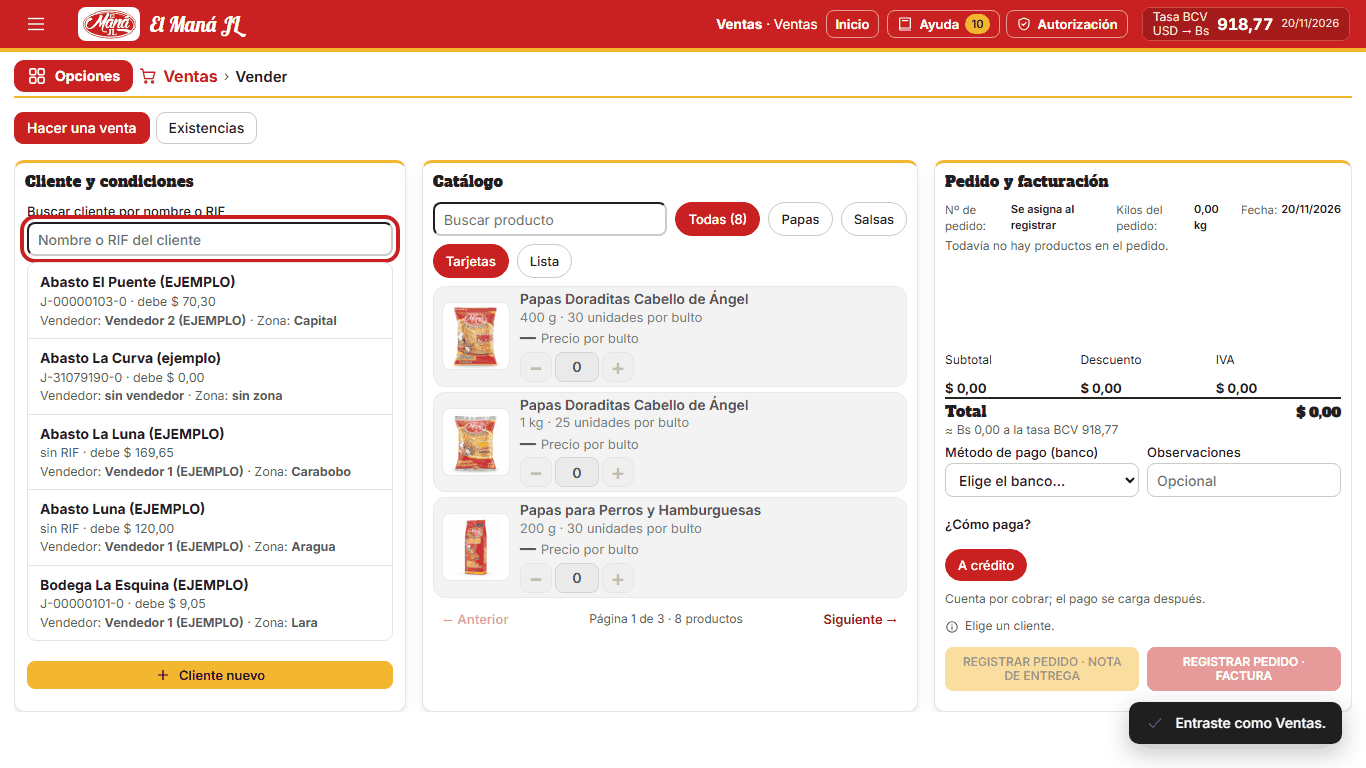 Maná
JL
El Maná JL
Ventas · Ventas
Inicio
Ayuda 10
Autorización
Tasa BCV
USD → Bs
918,77
20/11/2026
Opciones
Ventas › Vender
Hacer una venta
Existencias
Cliente y condiciones
Buscar cliente por nombre o RIF
Nombre o RIF del cliente
Abasto El Puente (EJEMPLO)
J-00000103-0 · debe $ 70,30
Vendedor: Vendedor 2 (EJEMPLO) · Zona: Capital
Abasto La Curva (ejemplo)
J-31079190-0 · debe $ 0,00
Vendedor: sin vendedor · Zona: sin zona
Abasto La Luna (EJEMPLO)
sin RIF · debe $ 169,65
Vendedor: Vendedor 1 (EJEMPLO) · Zona: Carabobo
Abasto Luna (EJEMPLO)
sin RIF · debe $ 120,00
Vendedor: Vendedor 1 (EJEMPLO) · Zona: Aragua
Bodega La Esquina (EJEMPLO)
J-00000101-0 · debe $ 9,05
Vendedor: Vendedor 1 (EJEMPLO) · Zona: Lara
+ Cliente nuevo
Catálogo
Buscar producto
Todas (8)
Papas
Salsas
Tarjetas
Lista
Papas Doraditas Cabello de Ángel
400 g · 30 unidades por bulto
— Precio por bulto
− 0 +
Papas Doraditas Cabello de Ángel
1 kg · 25 unidades por bulto
— Precio por bulto
− 0 +
Papas para Perros y Hamburguesas
200 g · 30 unidades por bulto
— Precio por bulto
− 0 +
← Anterior
Página 1 de 3 · 8 productos
Siguiente →
Pedido y facturación
Nº de pedido:
Se asigna al registrar
Kilos del pedido:
0,00 kg
Fecha: 20/11/2026
Todavía no hay productos en el pedido.
Subtotal
$ 0,00
Descuento
$ 0,00
IVA
$ 0,00
Total
$ 0,00
≈ Bs 0,00 a la tasa BCV 918,77
Método de pago (banco)
Elige el banco...
Observaciones
Opcional
¿Cómo paga?
A crédito
Cuenta por cobrar; el pago se carga después.
Elige un cliente.
REGISTRAR PEDIDO · NOTA
DE ENTREGA
REGISTRAR PEDIDO ·
FACTURA
Entraste como Ventas.